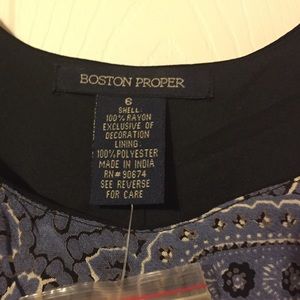 BOSTON PROPER
6
SHELL:
100% RAYON
EXCLUSIVE OF
DECORATION
LINING:
100% POLYESTER
MADE IN INDIA
RN# 90674
SEE REVERSE
FOR CARE